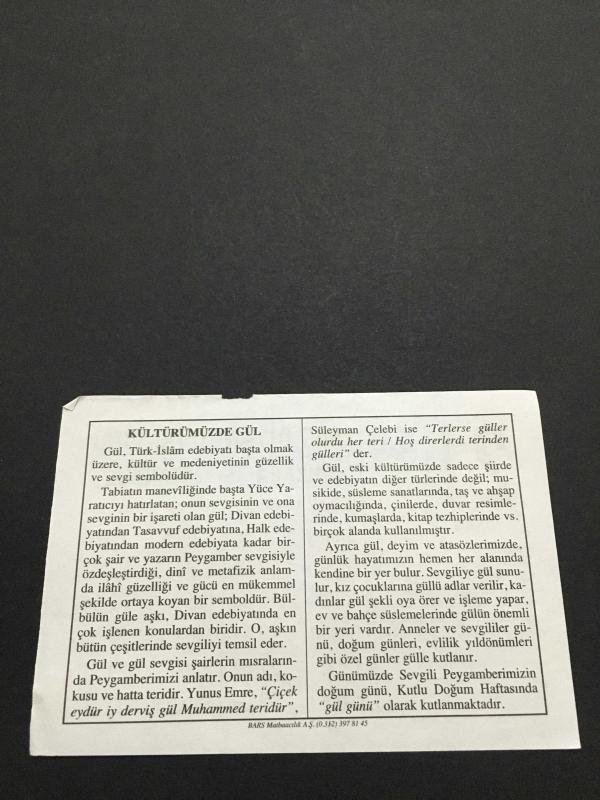 KÜLTÜRÜMÜZDE GÜL
Gül, Türk-İslâm edebiyatı başta olmak
üzere, kültür ve medeniyetinin güzellik
ve sevgi sembolüdür.
Tabiatın manevîliğinde başta Yüce Ya-
ratıcıyı hatırlatan; onun sevgisinin ve ona
sevginin bir işareti olan gül; Divan edebi-
yatından Tasavvuf edebiyatına, Halk ede-
biyatından modern edebiyata kadar bir-
çok şair ve yazarın Peygamber sevgisiyle
özdeşleştirdiği, dinî ve metafizik anlam-
da ilâhî güzelliği ve gücü en mükemmel
şekilde ortaya koyan bir semboldür. Bül-
bülün güle aşkı, Divan edebiyatında en
çok işlenen konulardan biridir. O, aşkın
bütün çeşitlerinde sevgiliyi temsil eder.
Gül ve gül sevgisi şairlerin mısraların-
da Peygamberimizi anlatır. Onun adı, ko-
kusu ve hatta teridir. Yunus Emre, “Çiçek
eydür iy derviş gül Muhammed teridür”,
Süleyman Çelebi ise “Terlerse güller
olurdu her teri / Hoş direrlerdi terinden
gülleri” der.
Gül, eski kültürümüzde sadece şiirde
ve edebiyatın diğer türlerinde değil; mu-
sikide, süsleme sanatlarında, taş ve ahşap
oymacılığında, çinilerde, duvar resimle-
rinde, kumaşlarda, kitap tezhiplerinde vs.
birçok alanda kullanılmıştır.
Ayrıca gül, deyim ve atasözlerimizde,
günlük hayatımızın hemen her alanında
kendine bir yer bulur. Sevgiliye gül sunu-
lur, kız çocuklarına güllü adlar verilir, ka-
dınlar gül şekli oya örer ve işleme yapar,
ev ve bahçe süslemelerinde gülün önemli
bir yeri vardır. Anneler ve sevgililer gü-
nü, doğum günleri, evlilik yıldönümleri
gibi özel günler gülle kutlanır.
Günümüzde Sevgili Peygamberimizin
doğum günü, Kutlu Doğum Haftasında
“gül günü” olarak kutlanmaktadır.
BARS Matbaacılık A.Ş. (0.312) 397 81 45